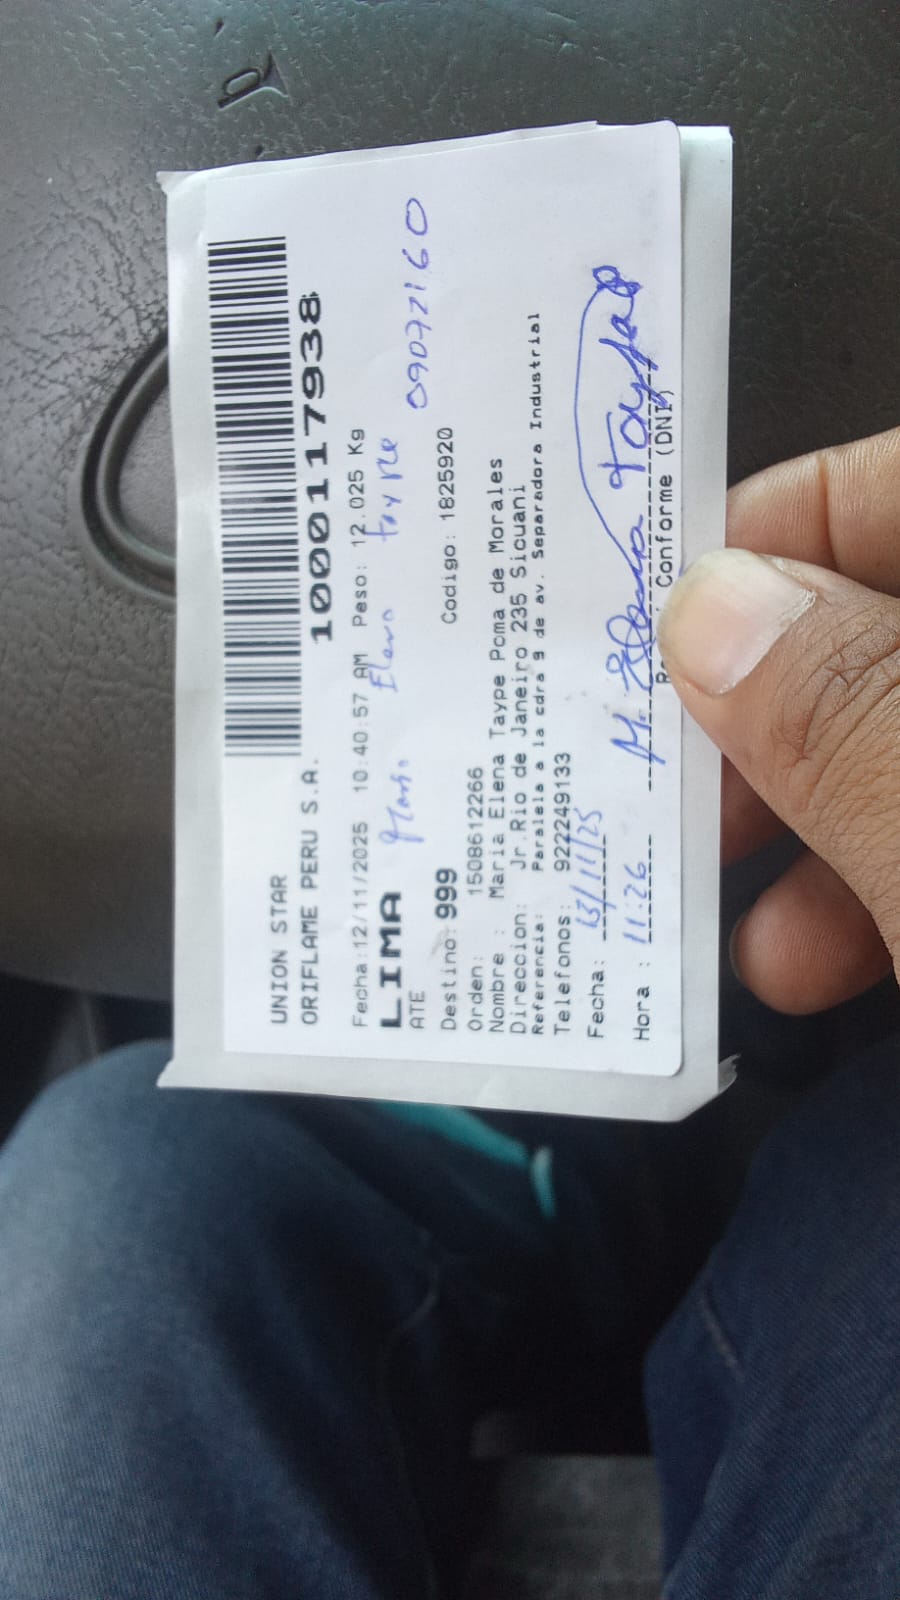 UNION STAR
ORIFLAME PERU S.A. 1000117938
Fecha:12/11/2025 10:40:57 AM Peso: 12.025 Kg
LIMA Maria Elena Taype 09072160
ATE
Destino: 999 Codigo: 1825920
Orden: 1508612266
Nombre : Maria Elena Taype Poma de Morales
Direccion: Jr.Rio de Janeiro 235 Sicuani
Referencia: Paralela a la cdra 9 de av. Separadora Industrial
Telefonos: 922249133
Fecha: 13/11/25
Hora : 11:26 M. Elena Taype
Conforme (DNI)